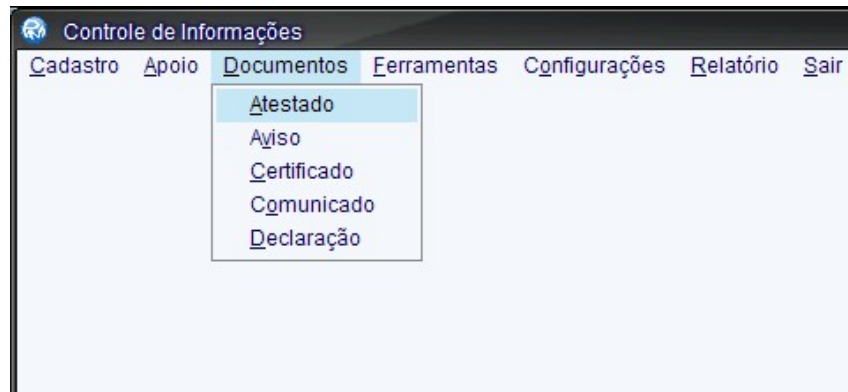 Controle de Informações
Cadastro Apoio Documentos Ferramentas Configurações Relatório Sair
Atestado
Aviso
Certificado
Comunicado
Declaração